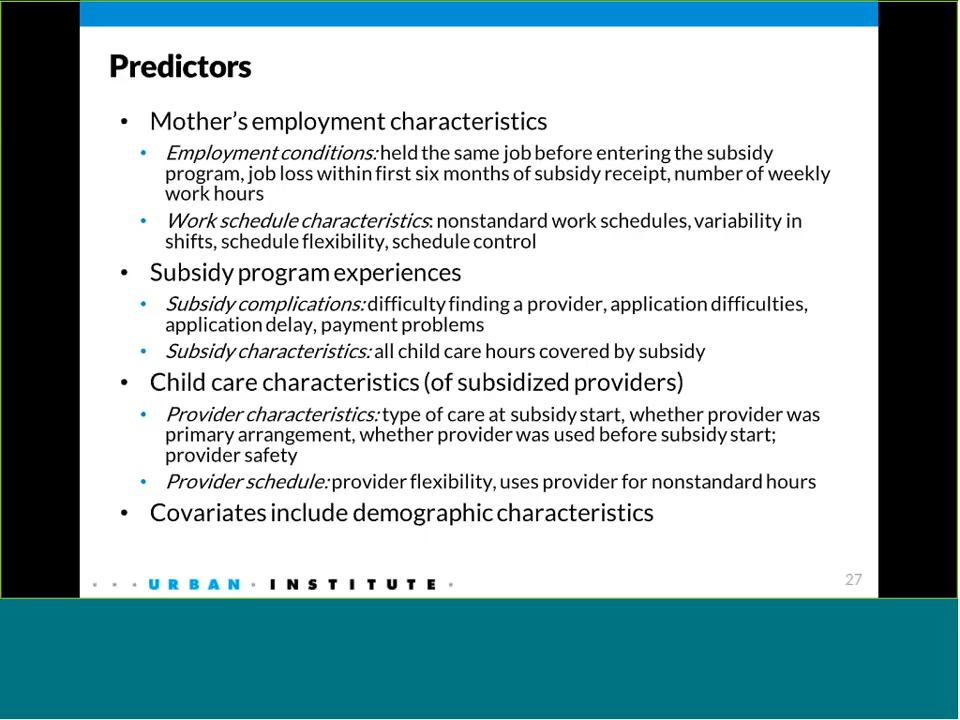 Predictors
• Mother's employment characteristics
• Employment conditions: held the same job before entering the subsidy
program, job loss within first six months of subsidy receipt, number of weekly
work hours
• Work schedule characteristics: nonstandard work schedules, variability in
shifts, schedule flexibility, schedule control
• Subsidy program experiences
• Subsidy complications: difficulty finding a provider, application difficulties,
application delay, payment problems
• Subsidy characteristics: all child care hours covered by subsidy
• Child care characteristics (of subsidized providers)
• Provider characteristics: type of care at subsidy start, whether provider was
primary arrangement, whether provider was used before subsidy start;
provider safety
• Provider schedule: provider flexibility, uses provider for nonstandard hours
• Covariates include demographic characteristics
URBAN INSTITUTE
27